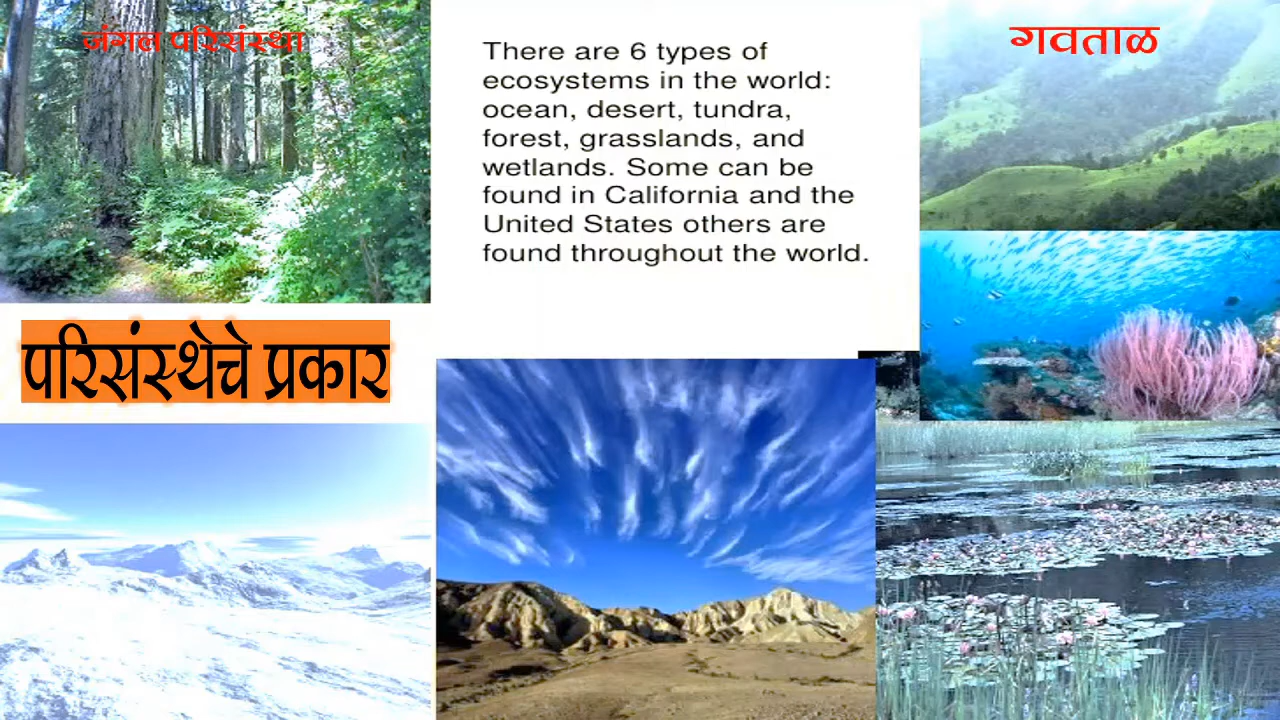 जंगल परिसंस्था
There are 6 types of
ecosystems in the world:
ocean, desert, tundra,
forest, grasslands, and
wetlands. Some can be
found in California and the
United States others are
found throughout the world.
गवताळ
परिसंस्थेचे प्रकार